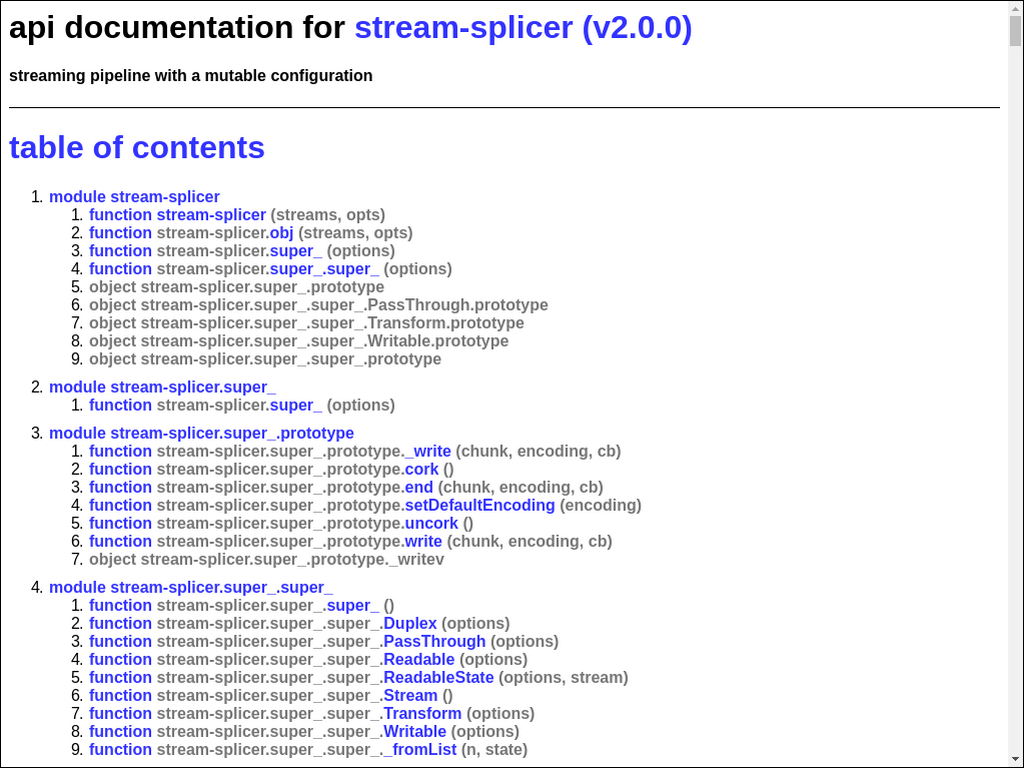 api documentation for stream-splicer (v2.0.0)
streaming pipeline with a mutable configuration
table of contents
1. module stream-splicer
1. function stream-splicer (streams, opts)
2. function stream-splicer.obj (streams, opts)
3. function stream-splicer.super_ (options)
4. function stream-splicer.super_.super_ (options)
5. object stream-splicer.super_.prototype
6. object stream-splicer.super_.super_.PassThrough.prototype
7. object stream-splicer.super_.super_.Transform.prototype
8. object stream-splicer.super_.super_.Writable.prototype
9. object stream-splicer.super_.super_.prototype
2. module stream-splicer.super_
1. function stream-splicer.super_ (options)
3. module stream-splicer.super_.prototype
1. function stream-splicer.super_.prototype._write (chunk, encoding, cb)
2. function stream-splicer.super_.prototype.cork ()
3. function stream-splicer.super_.prototype.end (chunk, encoding, cb)
4. function stream-splicer.super_.prototype.setDefaultEncoding (encoding)
5. function stream-splicer.super_.prototype.uncork ()
6. function stream-splicer.super_.prototype.write (chunk, encoding, cb)
7. object stream-splicer.super_.prototype._writev
4. module stream-splicer.super_.super_
1. function stream-splicer.super_.super_ ()
2. function stream-splicer.super_.super_.Duplex (options)
3. function stream-splicer.super_.super_.PassThrough (options)
4. function stream-splicer.super_.super_.Readable (options)
5. function stream-splicer.super_.super_.ReadableState (options, stream)
6. function stream-splicer.super_.super_.Stream ()
7. function stream-splicer.super_.super_.Transform (options)
8. function stream-splicer.super_.super_.Writable (options)
9. function stream-splicer.super_.super_._fromList (n, state)